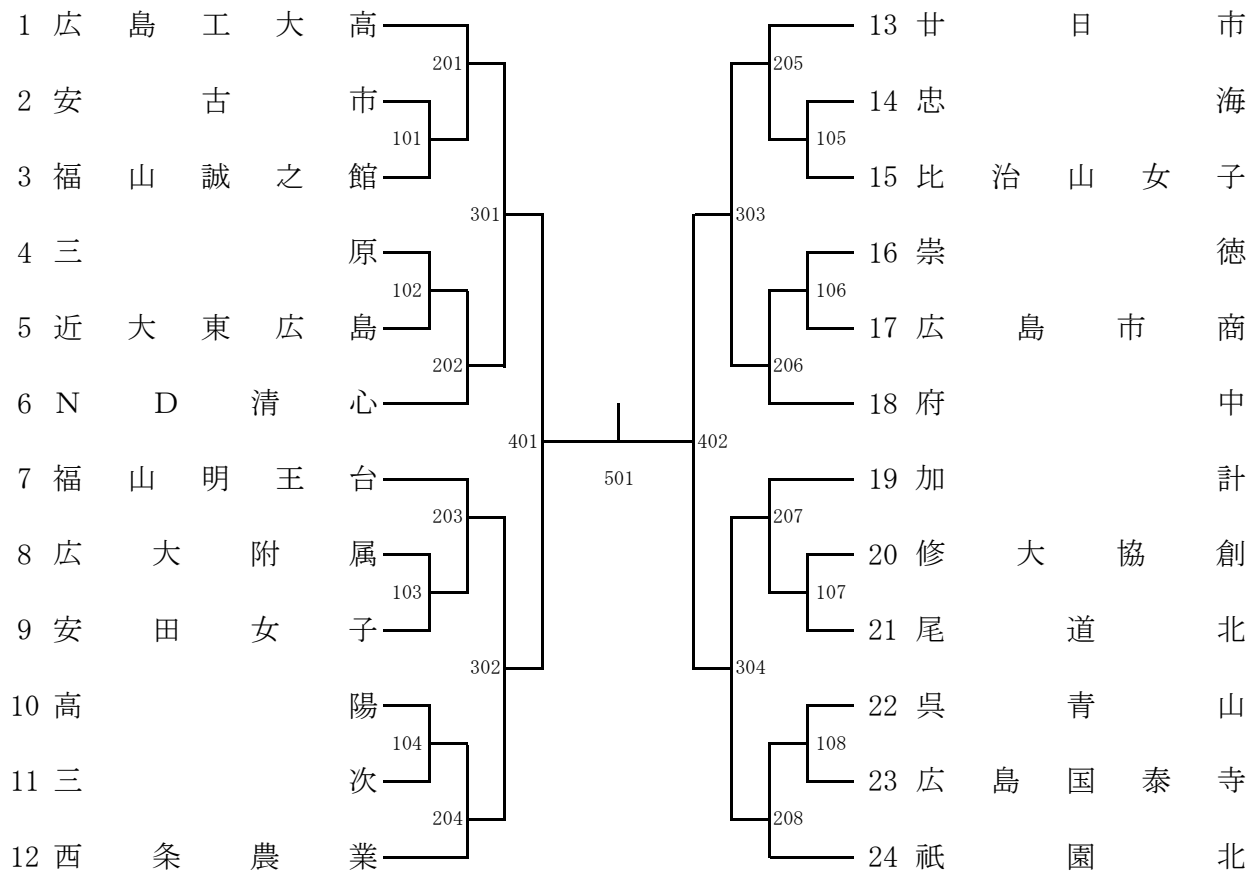 1 広島工大高
201
2 安古市
101
3 福山誠之館
301
4 三原
102
5 近大東広島
202
6 ND清心
401
7 福山明王台
203
8 広大附属
103
9 安田女子
302
10 高陽
104
11 三次
204
12 西条農業
501
13 廿日市
205
14 忠海
105
15 比治山女子
303
16 崇徳
106
17 広島市商
206
18 府中
402
19 加計
207
20 修大協創
107
21 尾道北
304
22 呉青山
108
23 広島国泰寺
208
24 祇園北